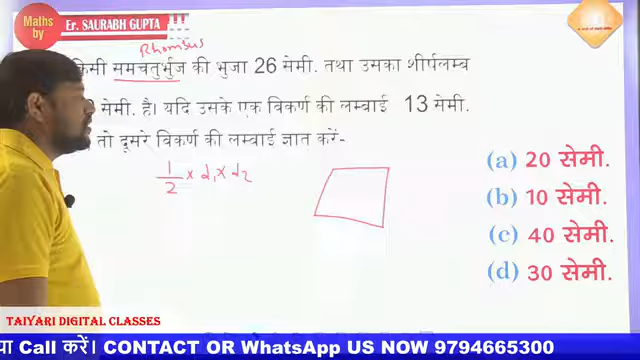 Maths
by
Er. SAURABH GUPTA
Rhombus
किसी समचतुर्भुज की भुजा 26 सेमी. तथा उसका शीर्षलम्ब
सेमी. है। यदि उसके एक विकर्ण की लम्बाई 13 सेमी.
तो दूसरे विकर्ण की लम्बाई ज्ञात करें-
1/2 × d₁ × d₂
(a) 20 सेमी.
(b) 10 सेमी.
(c) 40 सेमी.
(d) 30 सेमी.
TAIYARI DIGITAL CLASSES
या Call करें। CONTACT OR WhatsApp US NOW 9794665300